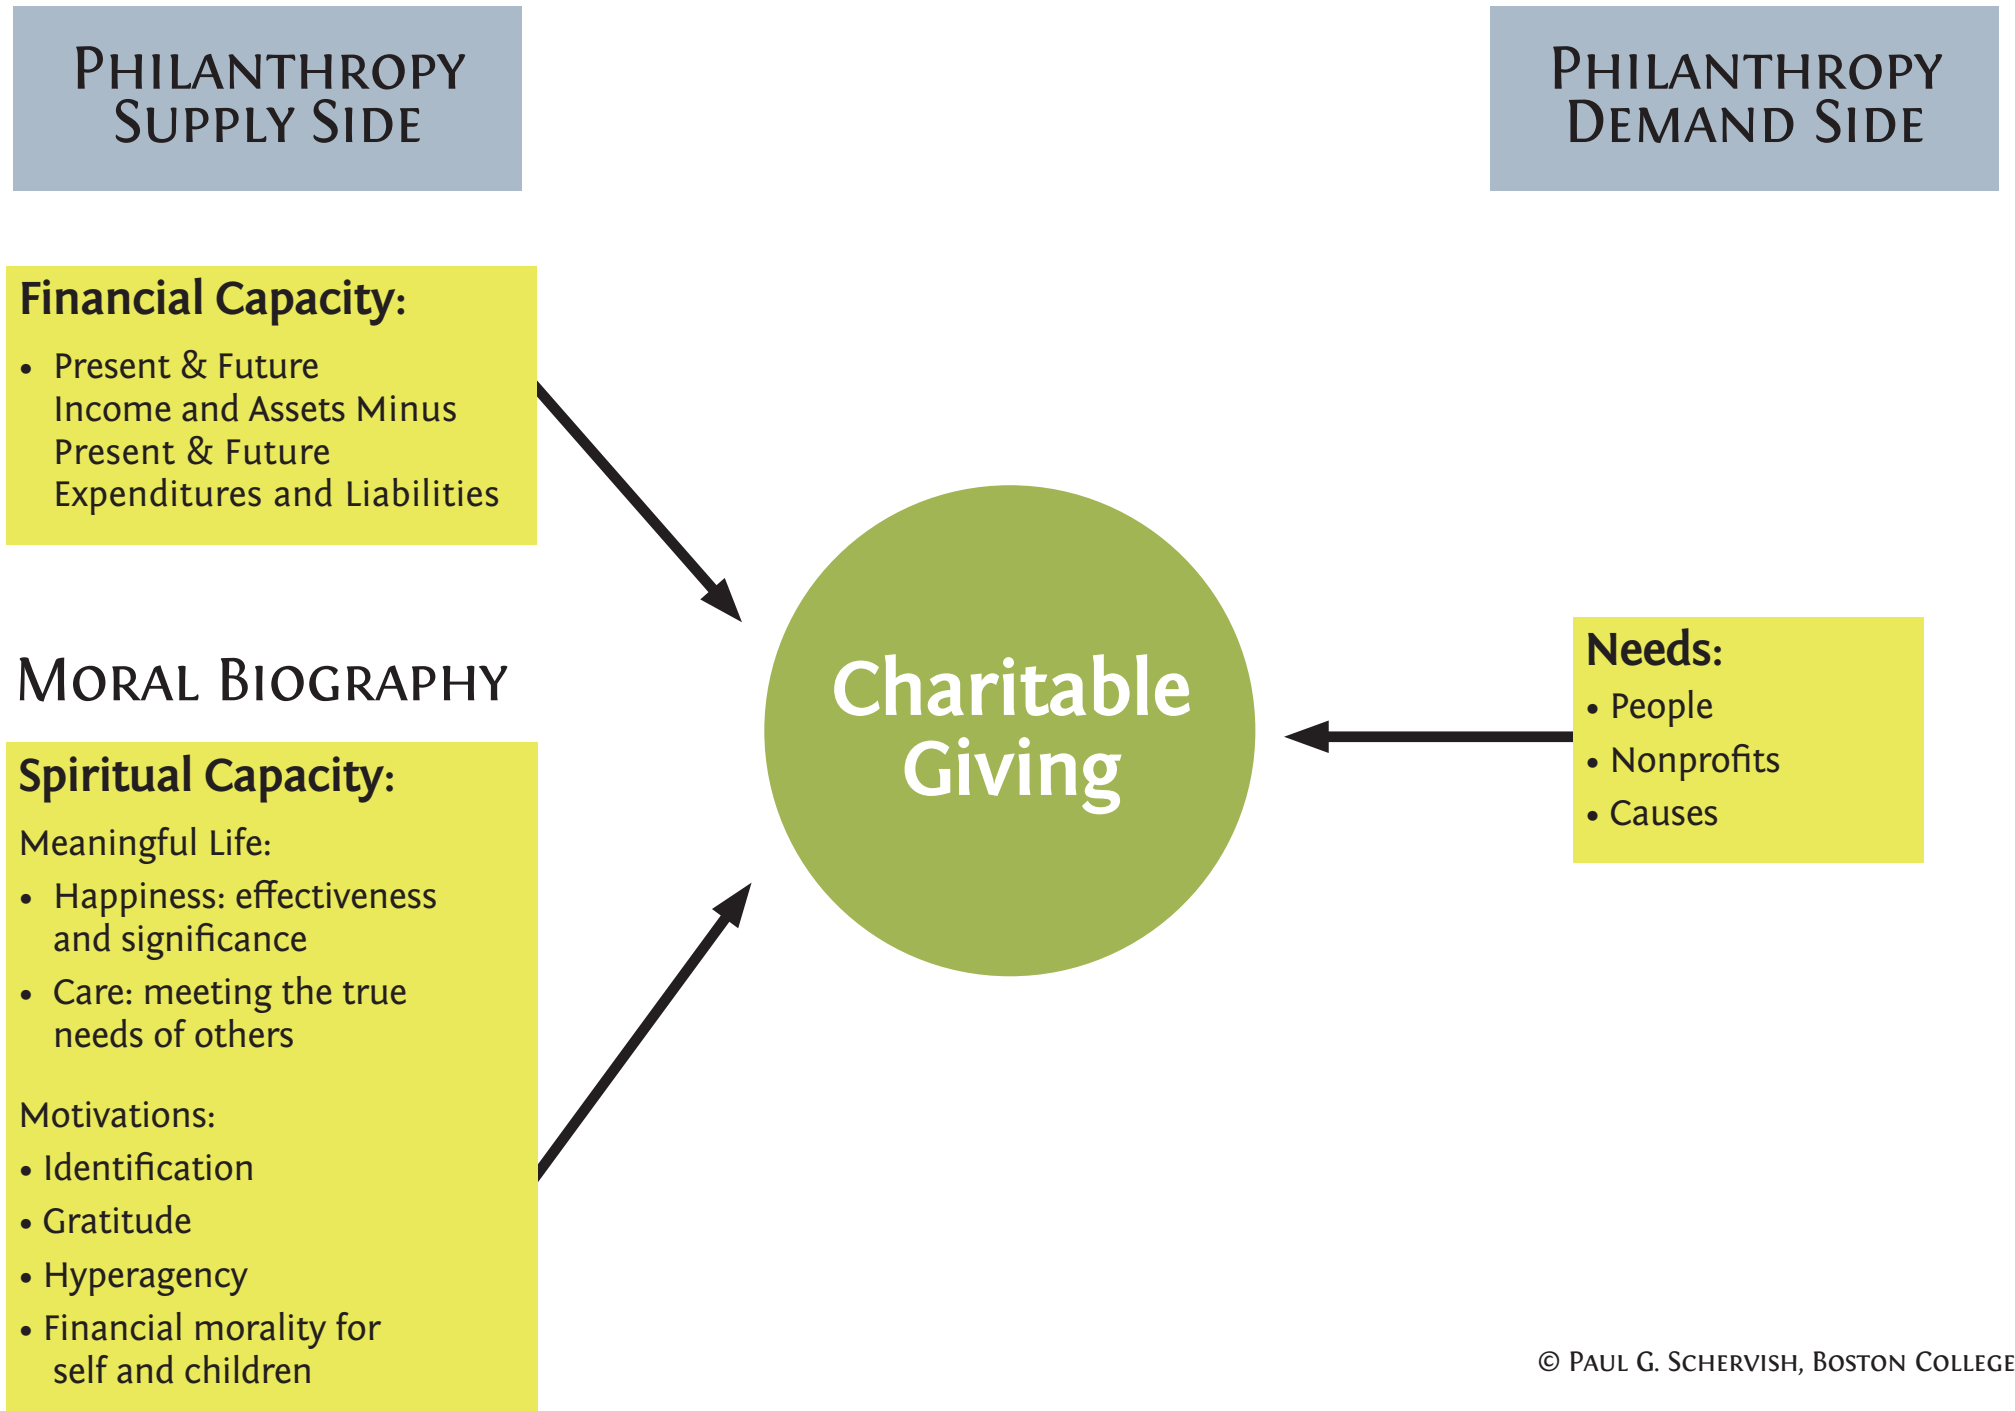 PHILANTHROPY
SUPPLY SIDE
PHILANTHROPY
DEMAND SIDE
Financial Capacity:
• Present & Future
Income and Assets Minus
Present & Future
Expenditures and Liabilities
MORAL BIOGRAPHY
Spiritual Capacity:
Meaningful Life:
• Happiness: effectiveness
and significance
• Care: meeting the true
needs of others
Motivations:
• Identification
• Gratitude
• Hyperagency
• Financial morality for
self and children
Charitable
Giving
Needs:
• People
• Nonprofits
• Causes
© PAUL G. SCHERVISH, BOSTON COLLEGE